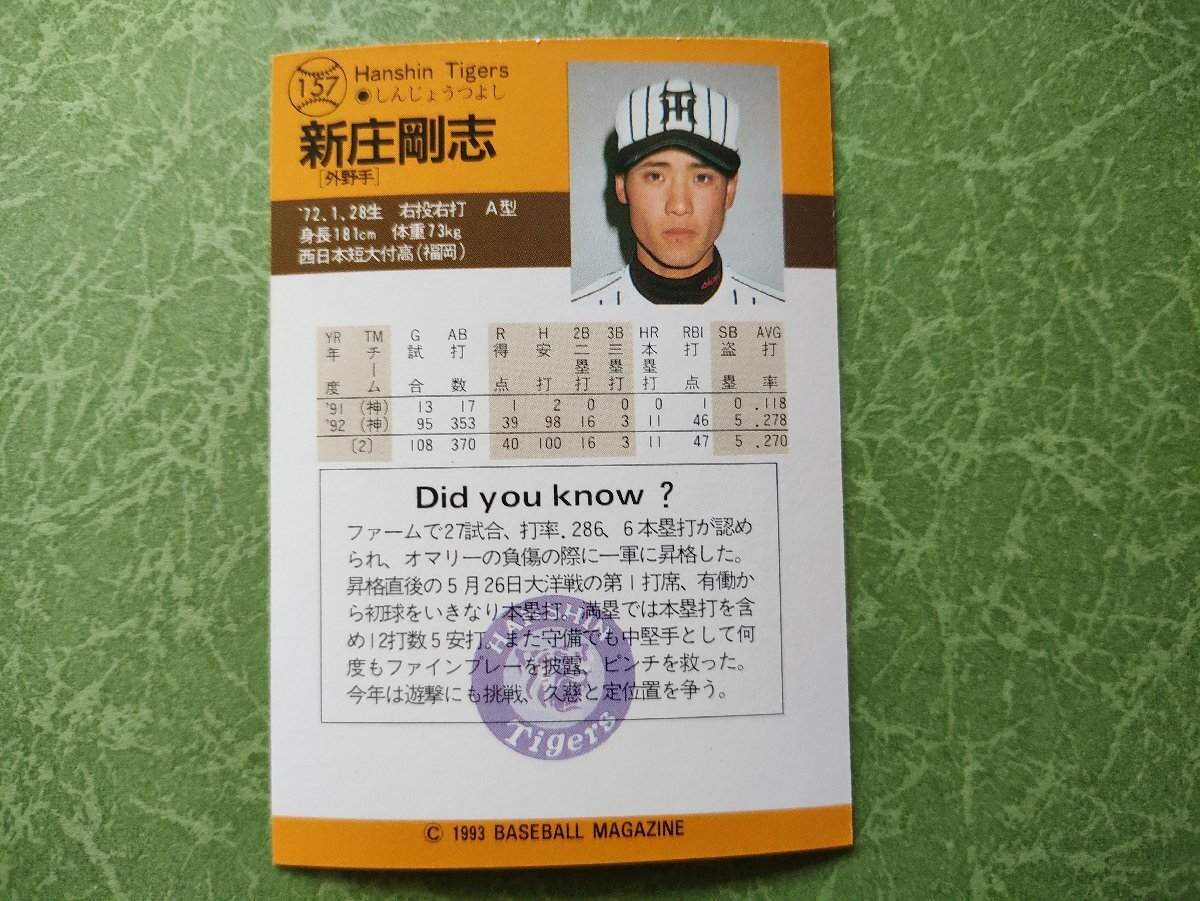 157
Hanshin Tigers
●しんじょうつよし
新庄剛志
[外野手]
'72.1.28生 右投右打 A型
身長181cm 体重73kg
西日本短大付高(福岡)
TH
YR TM G AB R H 2B 3B HR RBI SB AVG
年度 チーム 試合 打数 得点 安打 二塁打 三塁打 本塁打 打点 盗塁 打率
'91 (神) 13 17 1 2 0 0 0 1 0 .118
'92 (神) 95 353 39 98 16 3 11 46 5 .278
[2] 108 370 40 100 16 3 11 47 5 .270
Did you know ?
ファームで27試合、打率.286、6本塁打が認め
られ、オマリーの負傷の際に一軍に昇格した。
昇格直後の5月26日大洋戦の第1打席、有働か
ら初球をいきなり本塁打。満塁では本塁打を含
め12打数5安打。また守備でも中堅手として何
度もファインプレーを披露、ピンチを救った。
今年は遊撃にも挑戦、久慈と定位置を争う。
HANSHIN
Tigers
© 1993 BASEBALL MAGAZINE